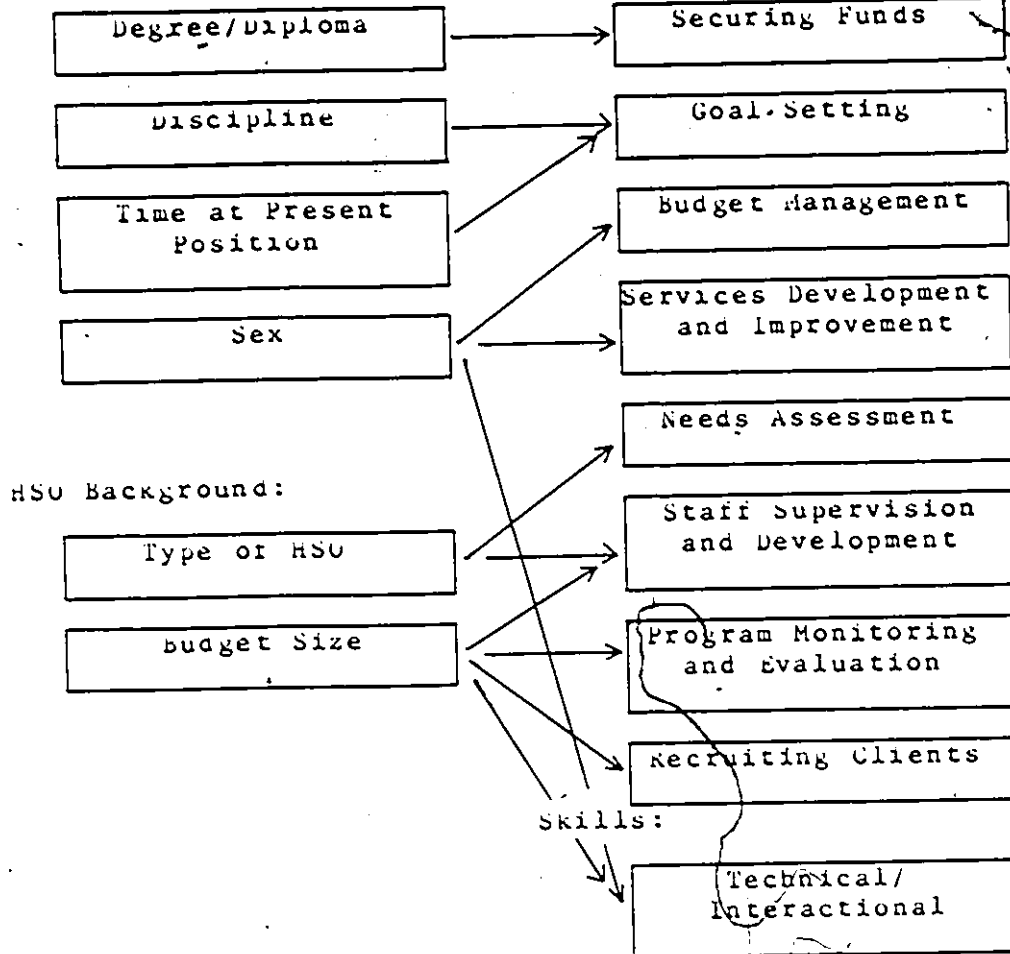 Degree/Diploma
Securing Funds
Discipline
Goal Setting
Time at Present
Position
Budget Management
Sex
Services Development
and Improvement
Needs Assessment
HSO Background:
Type of HSO
Staff Supervision
and Development
Budget Size
Program Monitoring
and Evaluation
Recruiting Clients
Skills:
Technical/
Interactional